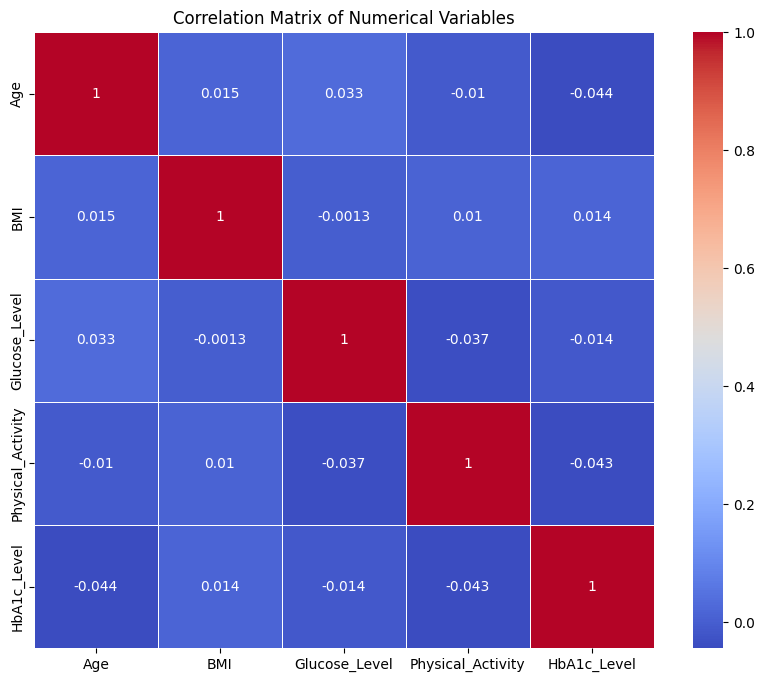 Correlation Matrix of Numerical Variables
Age 1 0.015 0.033 -0.01 -0.044
BMI 0.015 1 -0.0013 0.01 0.014
Glucose_Level 0.033 -0.0013 1 -0.037 -0.014
Physical_Activity -0.01 0.01 -0.037 1 -0.043
HbA1c_Level -0.044 0.014 -0.014 -0.043 1
Age BMI Glucose_Level Physical_Activity HbA1c_Level
1.0
0.8
0.6
0.4
0.2
0.0